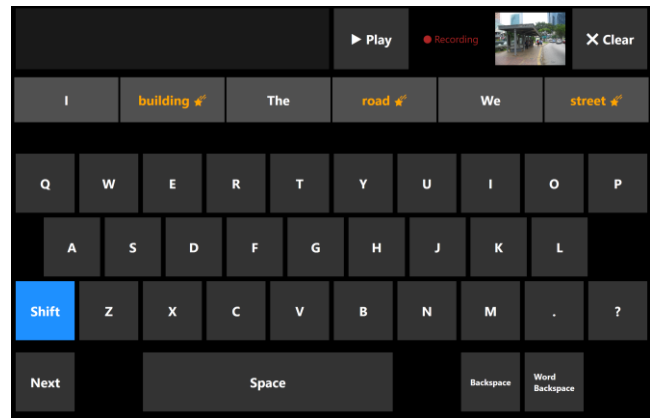 Play Recording Clear
I building The road We street
Q W E R T Y U I O P
A S D F G H J K L
Shift Z X C V B N M . ?
Next Space Backspace Word
Backspace